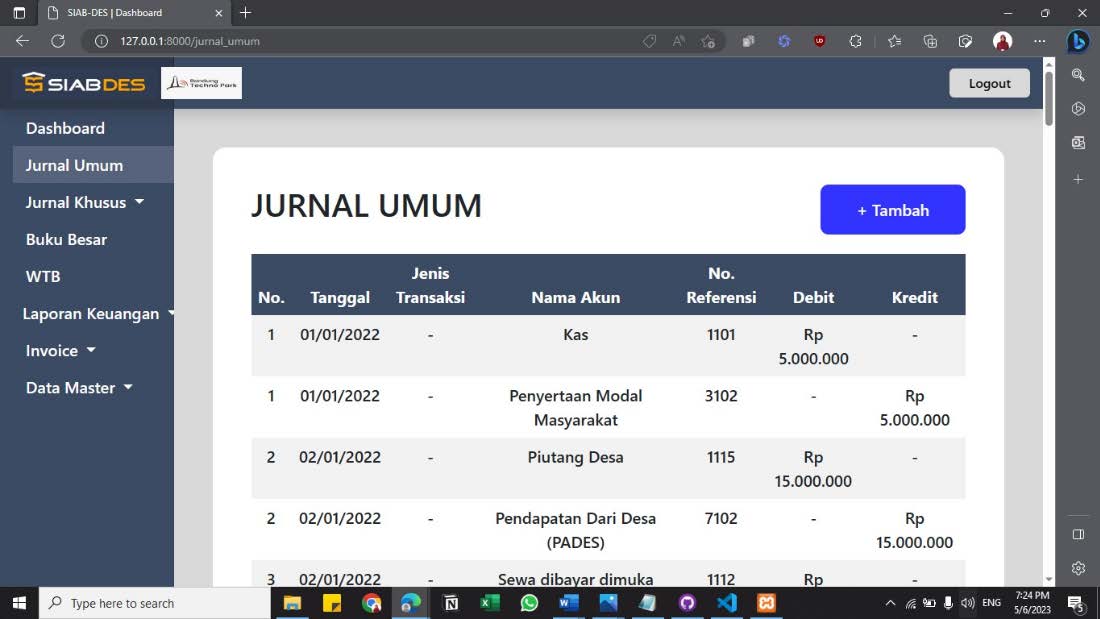 SIAB-DES | Dashboard
127.0.0.1:8000/jurnal_umum
SIABDES
Bandung
Techno Park
Logout
Dashboard
Jurnal Umum
Jurnal Khusus
Buku Besar
WTB
Laporan Keuangan
Invoice
Data Master
JURNAL UMUM
+ Tambah
No. Tanggal Jenis Transaksi Nama Akun No. Referensi Debit Kredit
1 01/01/2022 - Kas 1101 Rp 5.000.000 -
1 01/01/2022 - Penyertaan Modal Masyarakat 3102 - Rp 5.000.000
2 02/01/2022 - Piutang Desa 1115 Rp 15.000.000 -
2 02/01/2022 - Pendapatan Dari Desa (PADES) 7102 - Rp 15.000.000
3 02/01/2022 - Sewa dibayar dimuka 1112 Rp -
Type here to search
ENG
7:24 PM
5/6/2023
5